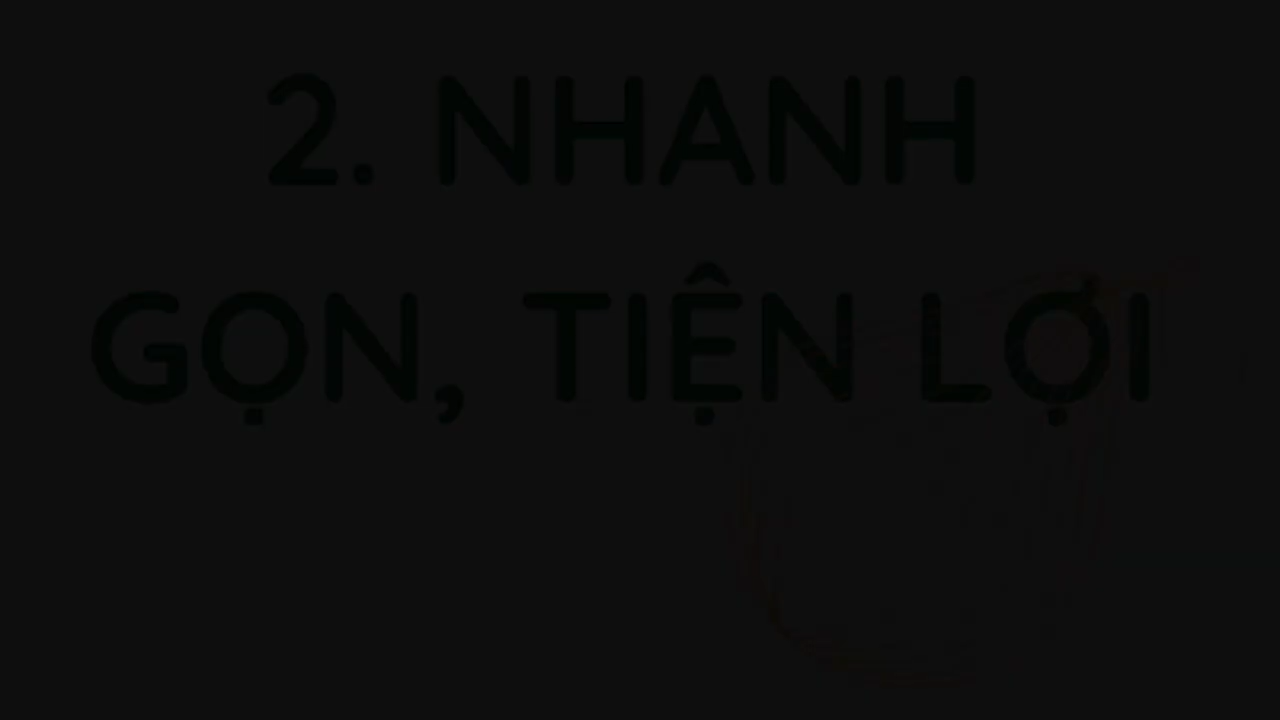 2. NHANH
GỌN, TIỆN LỢI